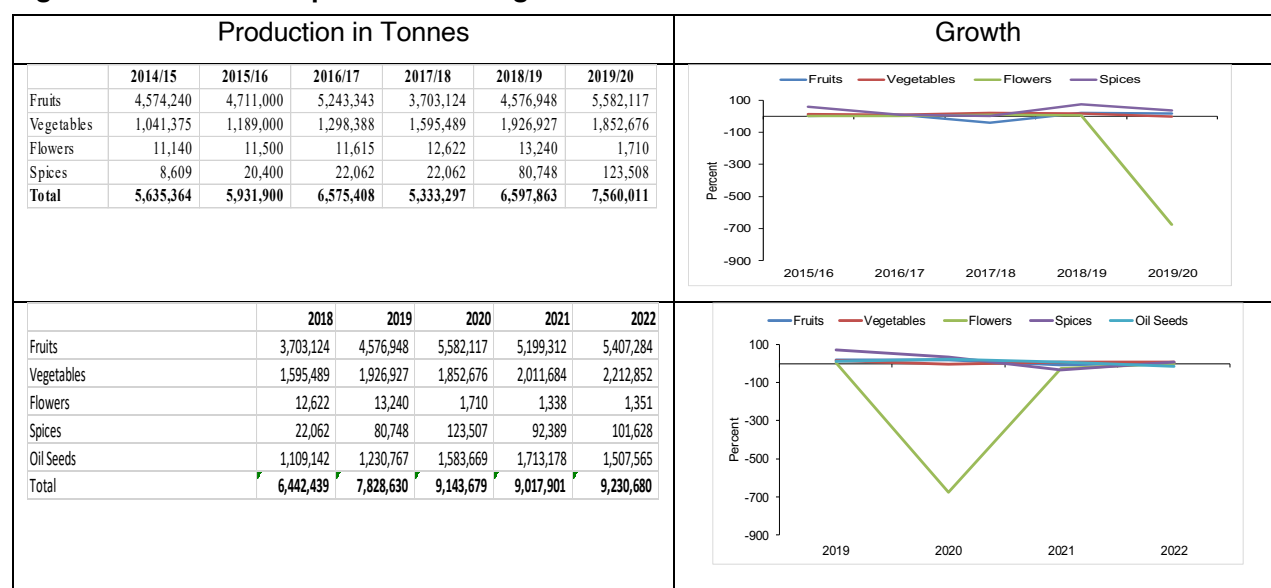 Production in Tonnes
Growth
2014/15 2015/16 2016/17 2017/18 2018/19 2019/20
Fruits 4,574,240 4,711,000 5,243,343 3,703,124 4,576,948 5,582,117
Vegetables 1,041,375 1,189,000 1,298,388 1,595,489 1,926,927 1,852,676
Flowers 11,140 11,500 11,615 12,622 13,240 1,710
Spices 8,609 20,400 22,062 22,062 80,748 123,508
Total 5,635,364 5,931,900 6,575,408 5,333,297 6,597,863 7,560,011
Fruits Vegetables Flowers Spices
100
-100
-300
-500
-700
-900
Percent
2015/16 2016/17 2017/18 2018/19 2019/20
2018 2019 2020 2021 2022
Fruits 3,703,124 4,576,948 5,582,117 5,199,312 5,407,284
Vegetables 1,595,489 1,926,927 1,852,676 2,011,684 2,212,852
Flowers 12,622 13,240 1,710 1,338 1,351
Spices 22,062 80,748 123,507 92,389 101,628
Oil Seeds 1,109,142 1,230,767 1,583,669 1,713,178 1,507,565
Total 6,442,439 7,828,630 9,143,679 9,017,901 9,230,680
Fruits Vegetables Flowers Spices Oil Seeds
100
-100
-300
-500
-700
-900
Percent
2019 2020 2021 2022